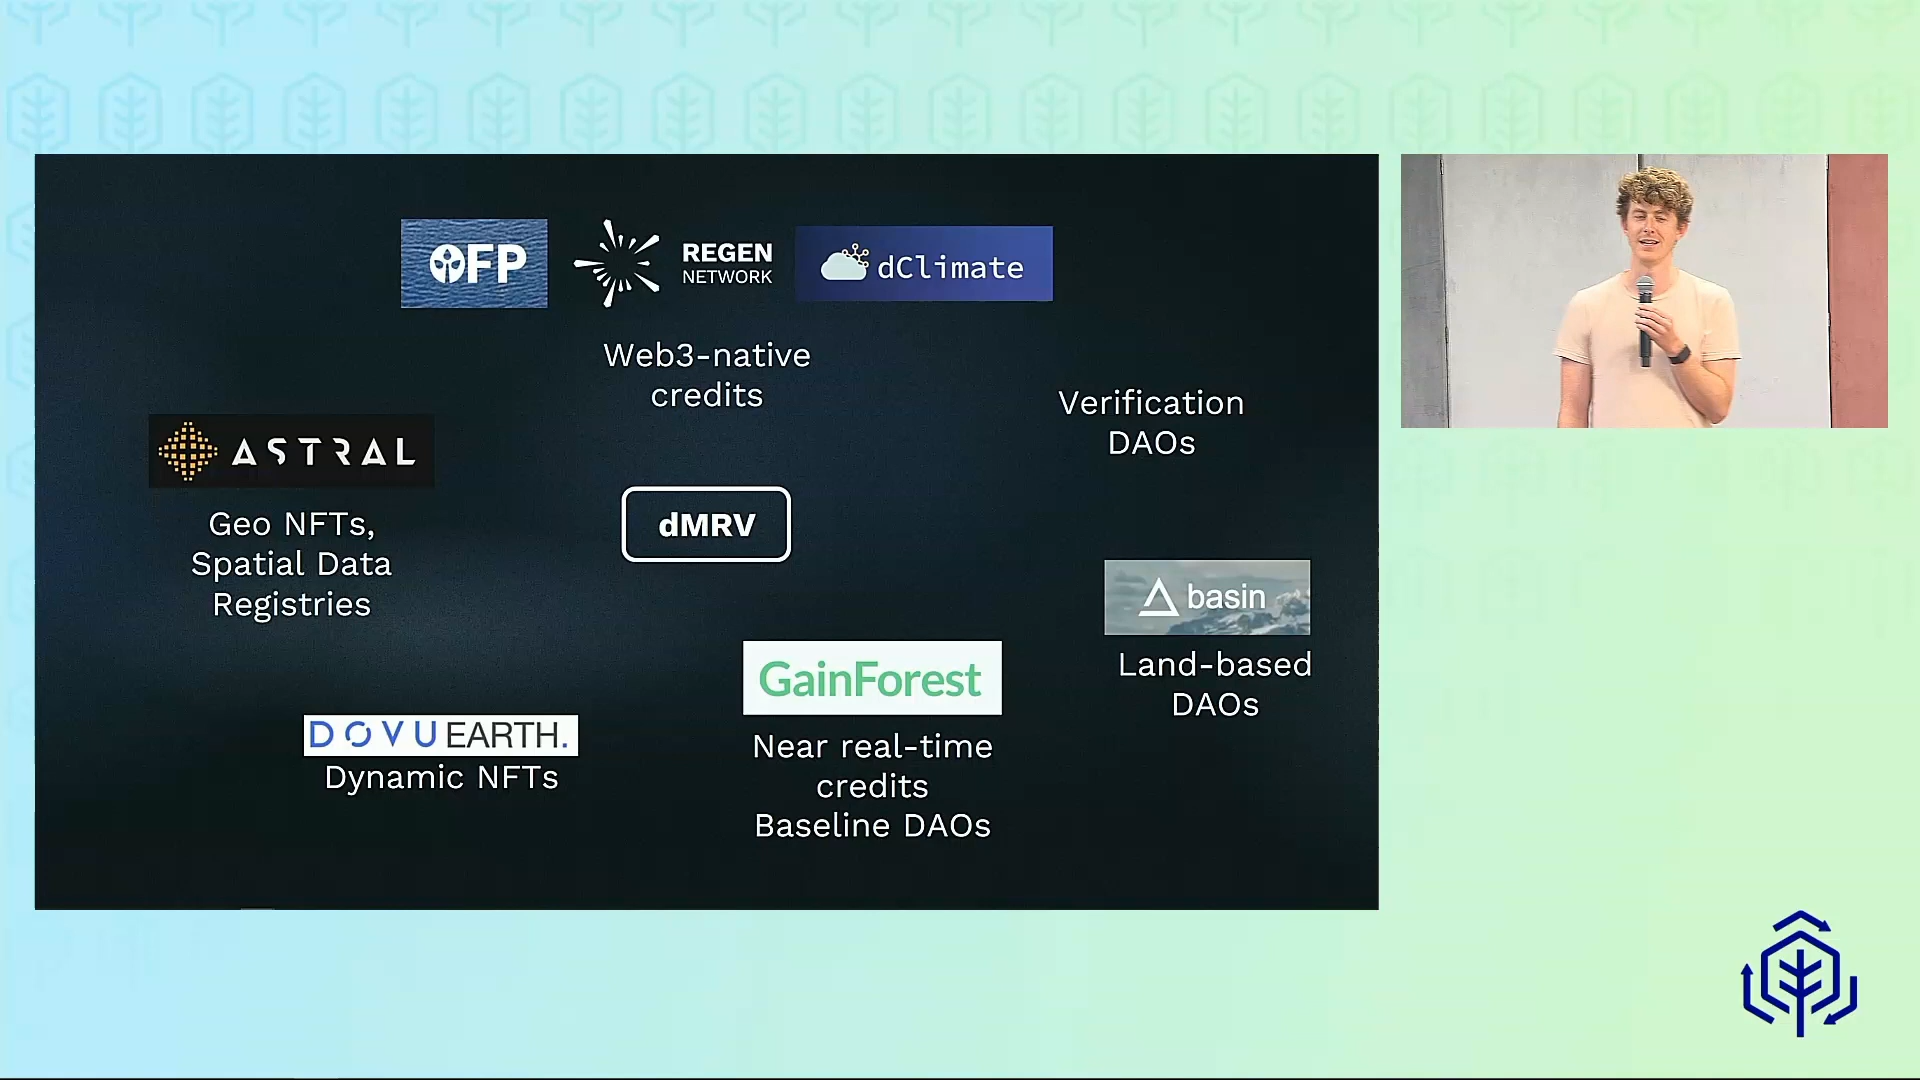 OFP
REGEN
NETWORK
dClimate
Web3-native
credits
Verification
DAOs
ASTRAL
Geo NFTs,
Spatial Data
Registries
dMRV
basin
Land-based
DAOs
GainForest
Near real-time
credits
Baseline DAOs
DOVU EARTH.
Dynamic NFTs